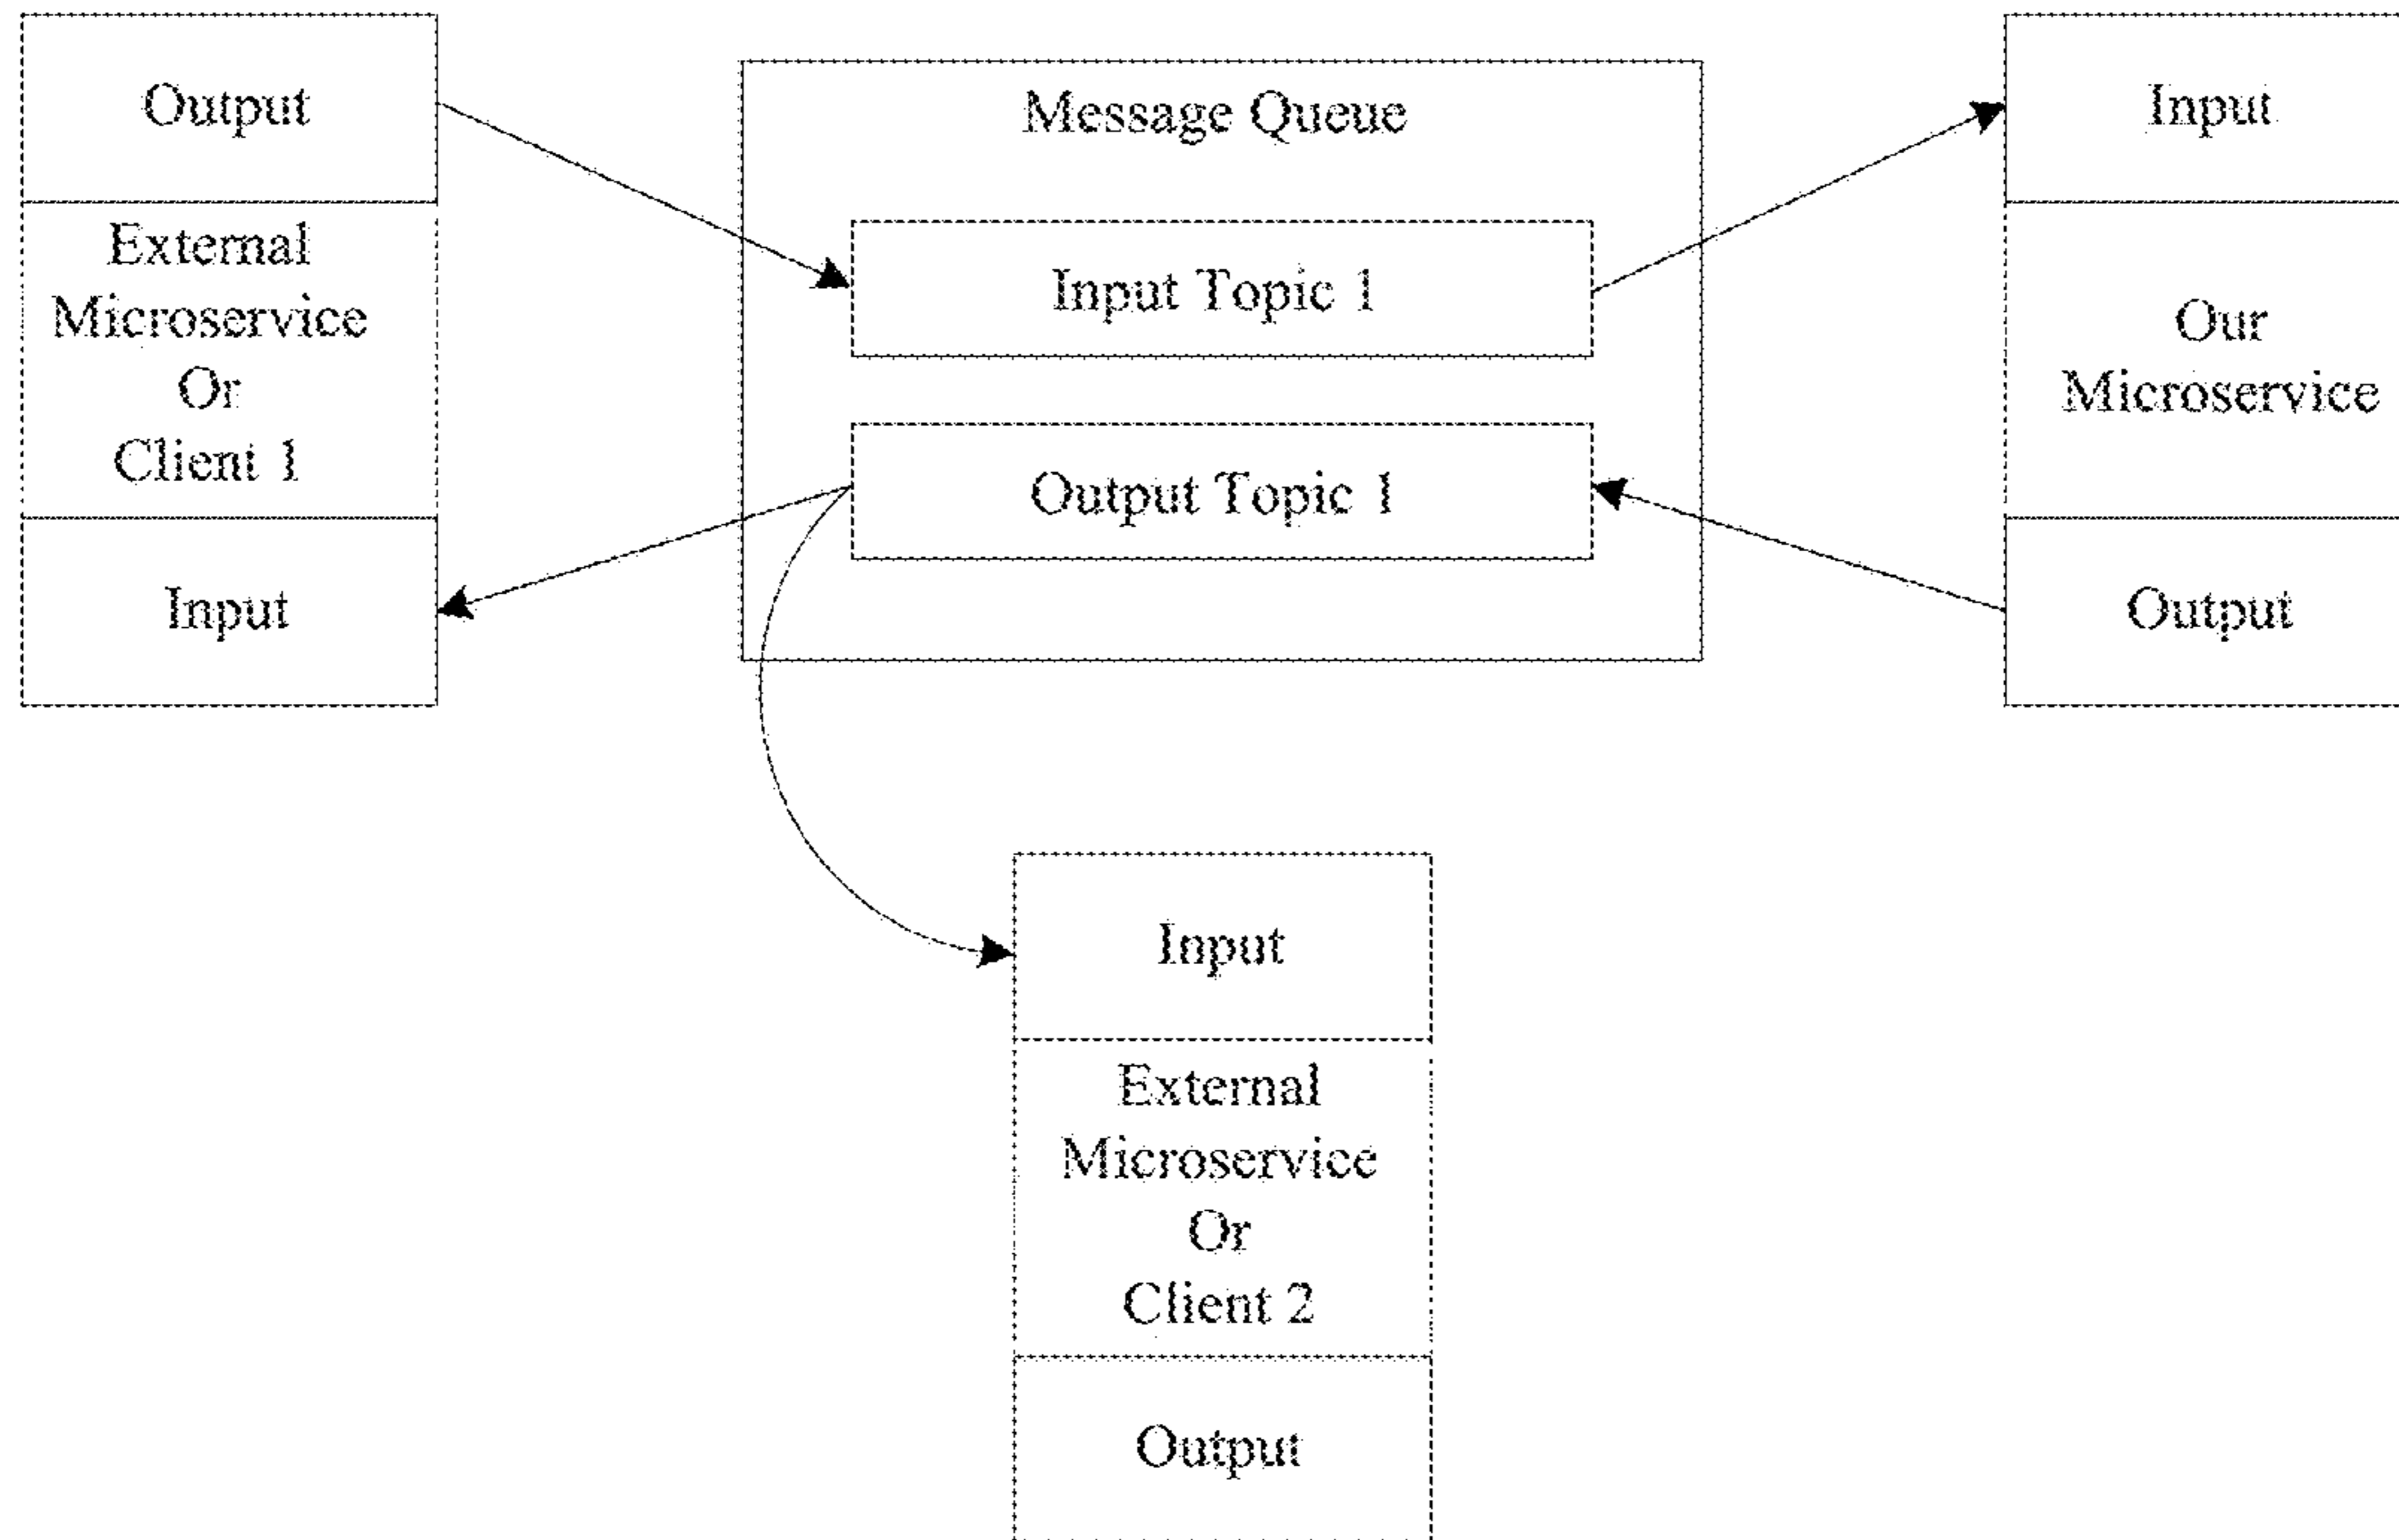 Output
External
Microservice
Or
Client 1
Input
Message Queue
Input Topic 1
Output Topic 1
Input
Our
Microservice
Output
Input
External
Microservice
Or
Client 2
Output